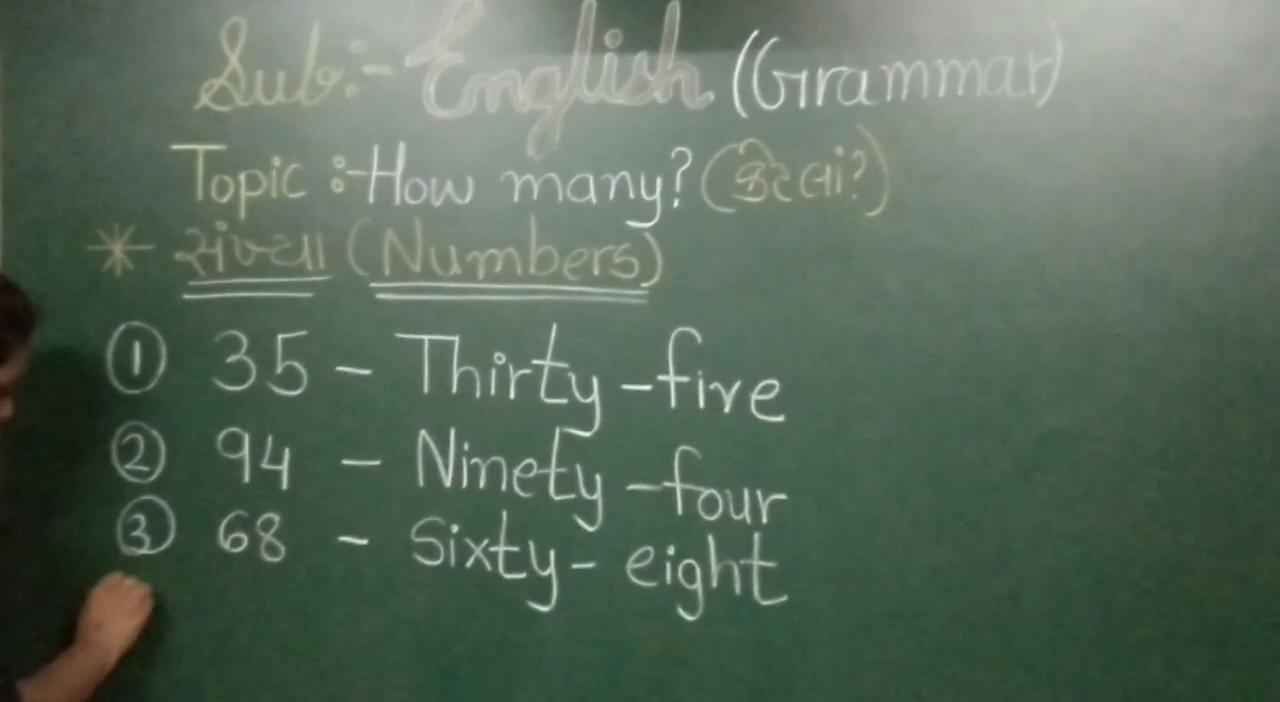 Sub:- English (Grammar)
Topic :- How many? (કેટલાં?)
* સંખ્યા (Numbers)
① 35 – Thirty-five
② 94 – Ninety-four
③ 68 – Sixty-eight